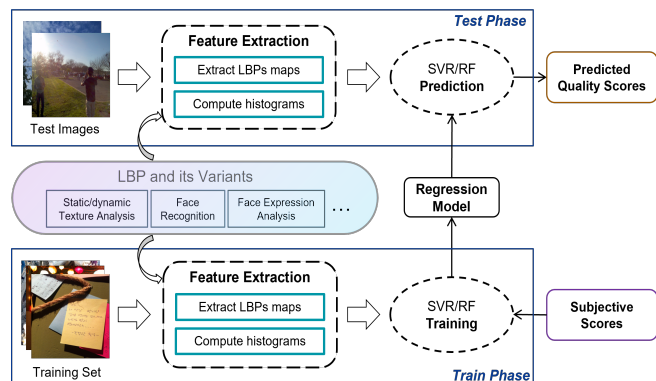 Test Phase
Feature Extraction
Extract LBPs maps
Compute histograms
Test Images
SVR/RF
Prediction
Predicted
Quality Scores
LBP and its Variants
Static/dynamic
Texture Analysis
Face
Recognition
Face Expression
Analysis
...
Regression
Model
Feature Extraction
Extract LBPs maps
Compute histograms
Training Set
SVR/RF
Training
Subjective
Scores
Train Phase